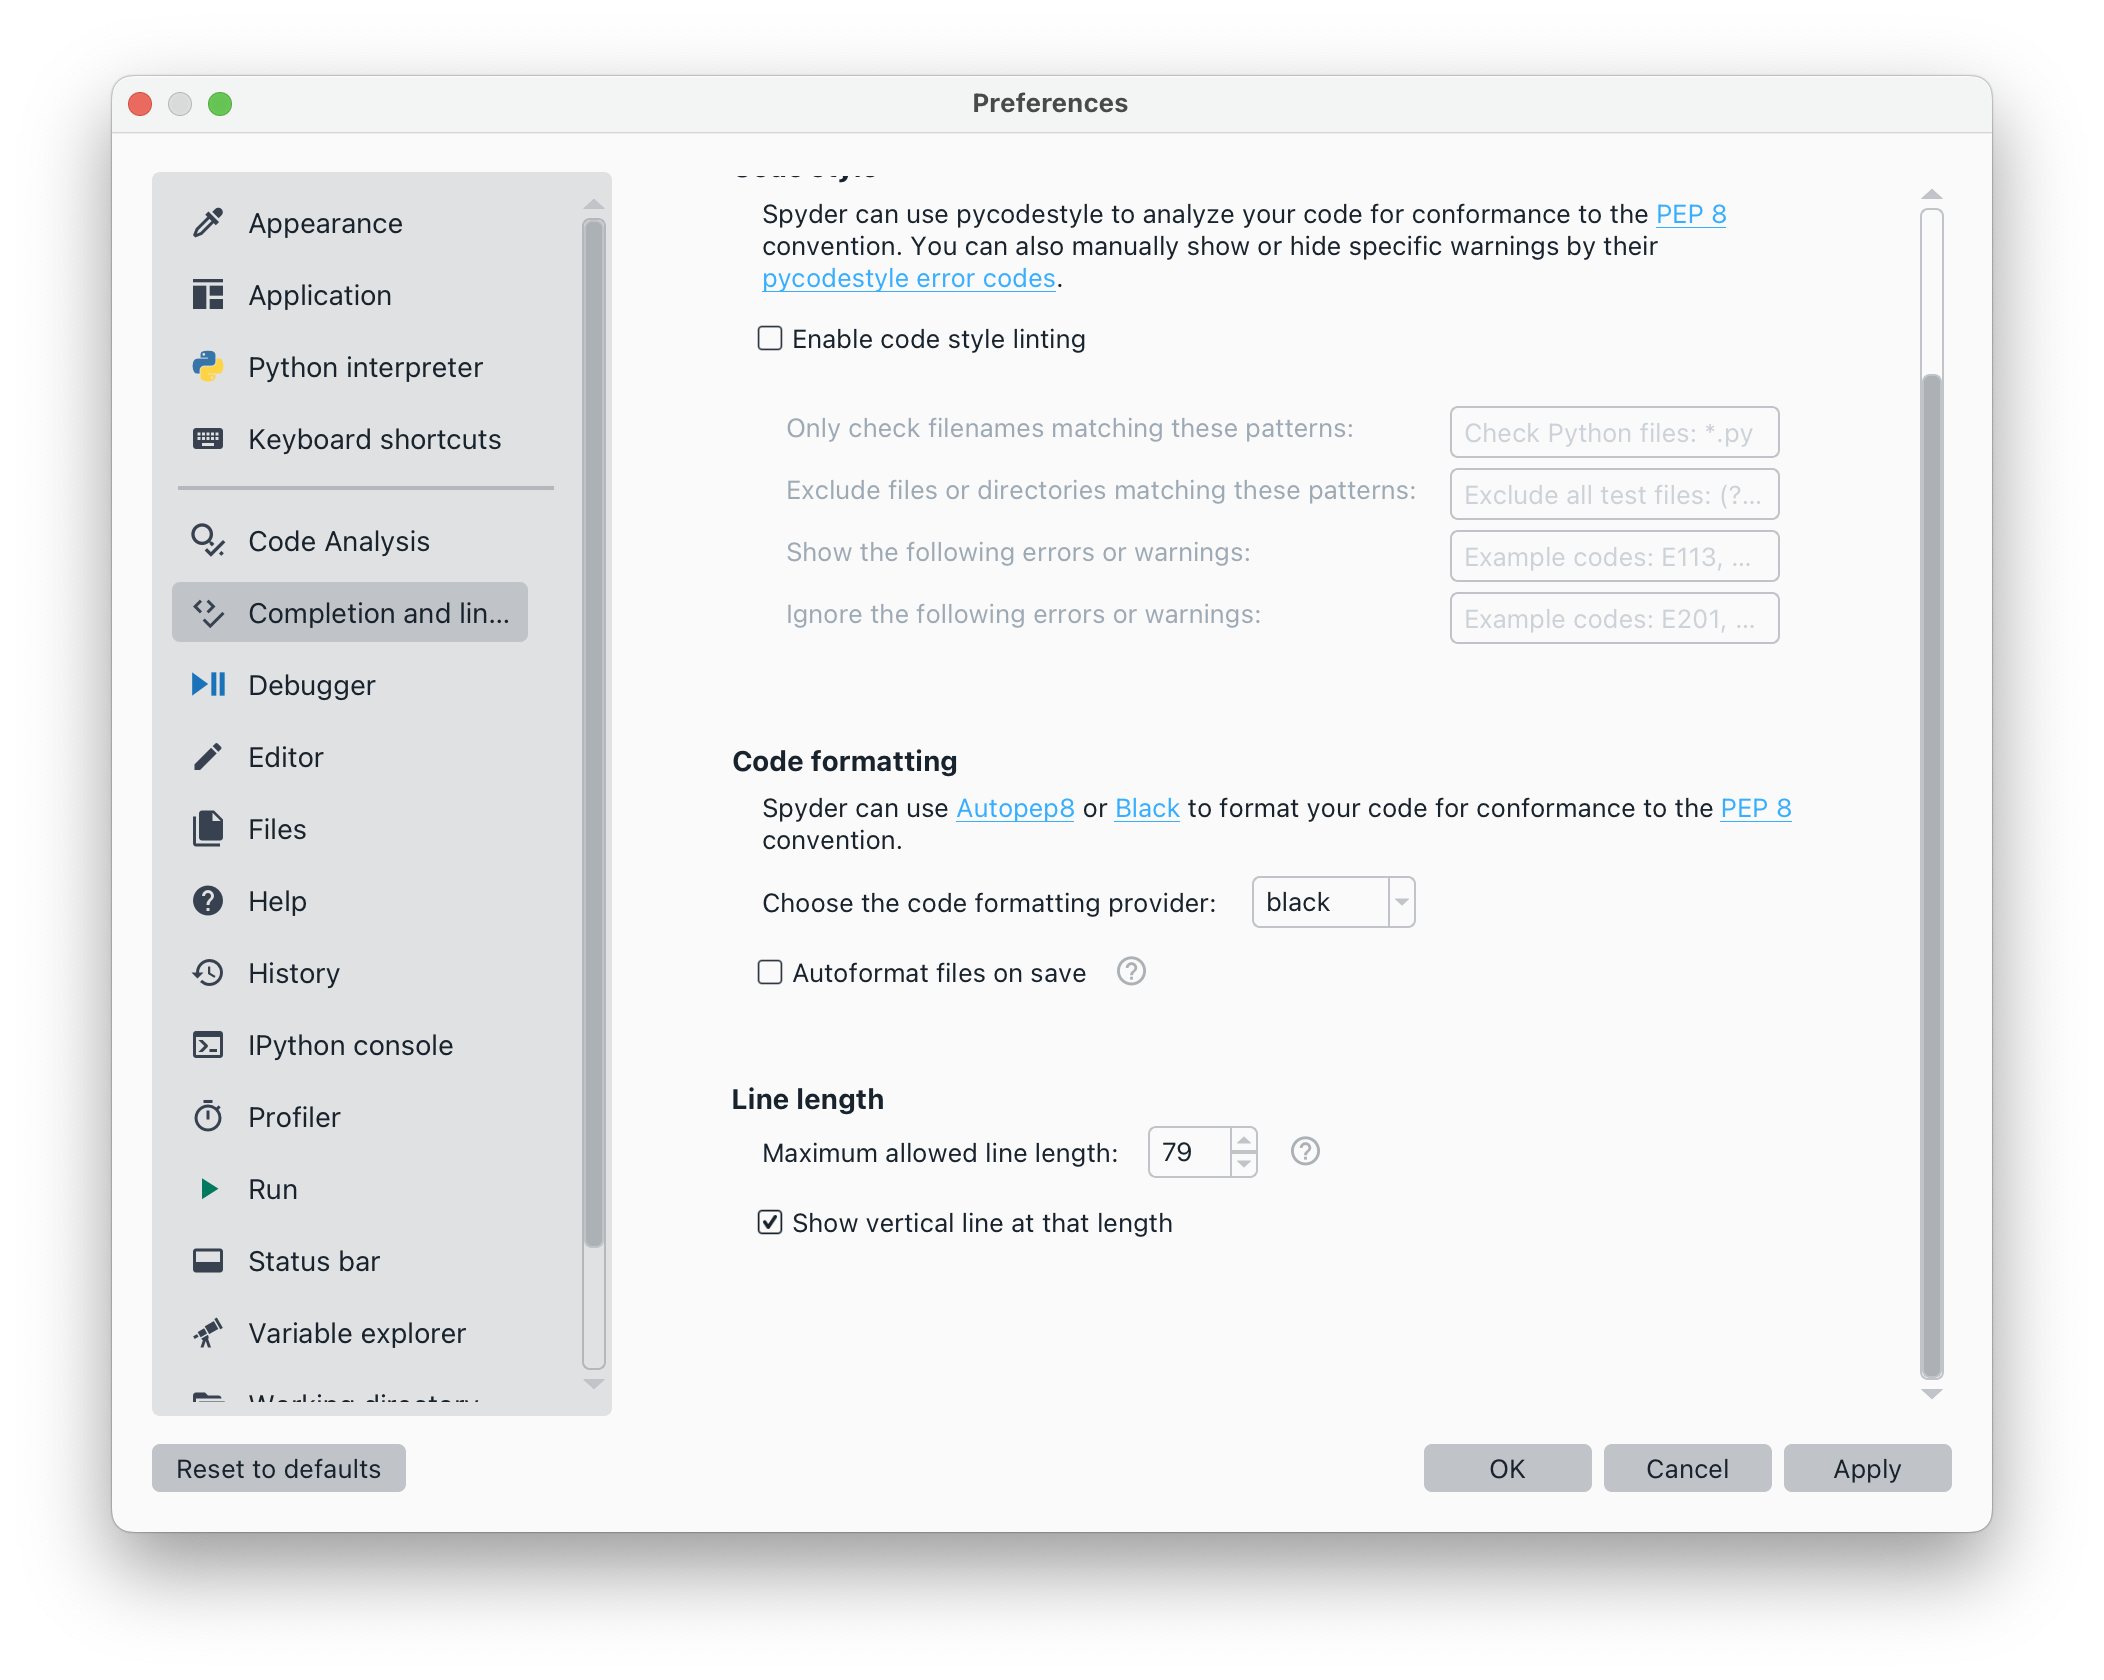 Preferences
Appearance
Application
Python interpreter
Keyboard shortcuts
Code Analysis
Completion and lin...
Debugger
Editor
Files
Help
History
IPython console
Profiler
Run
Status bar
Variable explorer
Working directory
Code style
Spyder can use pycodestyle to analyze your code for conformance to the PEP 8
convention. You can also manually show or hide specific warnings by their
pycodestyle error codes.
Enable code style linting
Only check filenames matching these patterns: Check Python files: *.py
Exclude files or directories matching these patterns: Exclude all test files: (?...
Show the following errors or warnings: Example codes: E113, ...
Ignore the following errors or warnings: Example codes: E201, ...
Code formatting
Spyder can use Autopep8 or Black to format your code for conformance to the PEP 8
convention.
Choose the code formatting provider: black
Autoformat files on save
Line length
Maximum allowed line length: 79
Show vertical line at that length
Reset to defaults
OK
Cancel
Apply